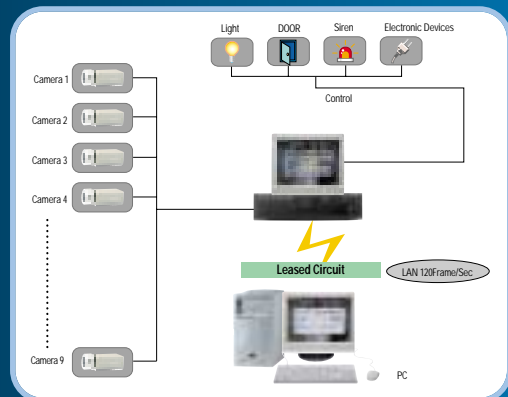 Light DOOR Siren Electronic Devices
Camera 1
Control
Camera 2
Camera 3
Camera 4
Leased Circuit
LAN 120Frame/Sec
Camera 9
PC